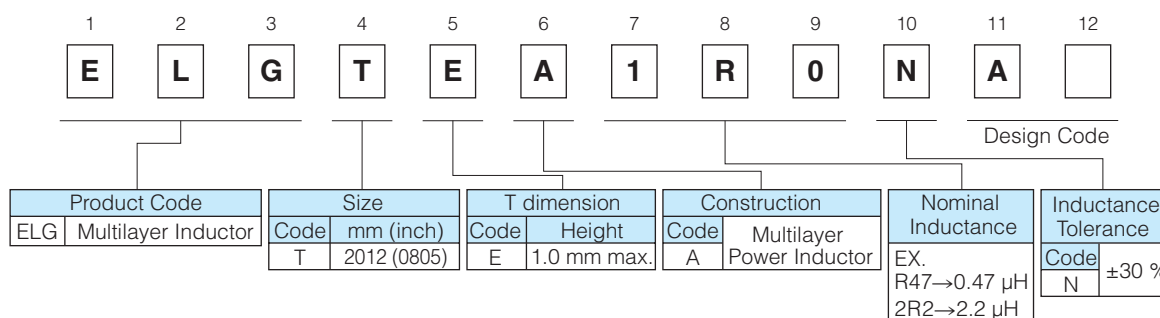 1 2 3 4 5 6 7 8 9 10 11 12
E L G T E A 1 R 0 N A
Design Code
Product Code
ELG Multilayer Inductor
Size
Code mm (inch)
T 2012 (0805)
T dimension
Code Height
E 1.0 mm max.
Construction
Code
A
Multilayer
Power Inductor
Nominal
Inductance
EX.
R47→0.47 µH
2R2→2.2 µH
Inductance
Tolerance
Code
N
±30 %